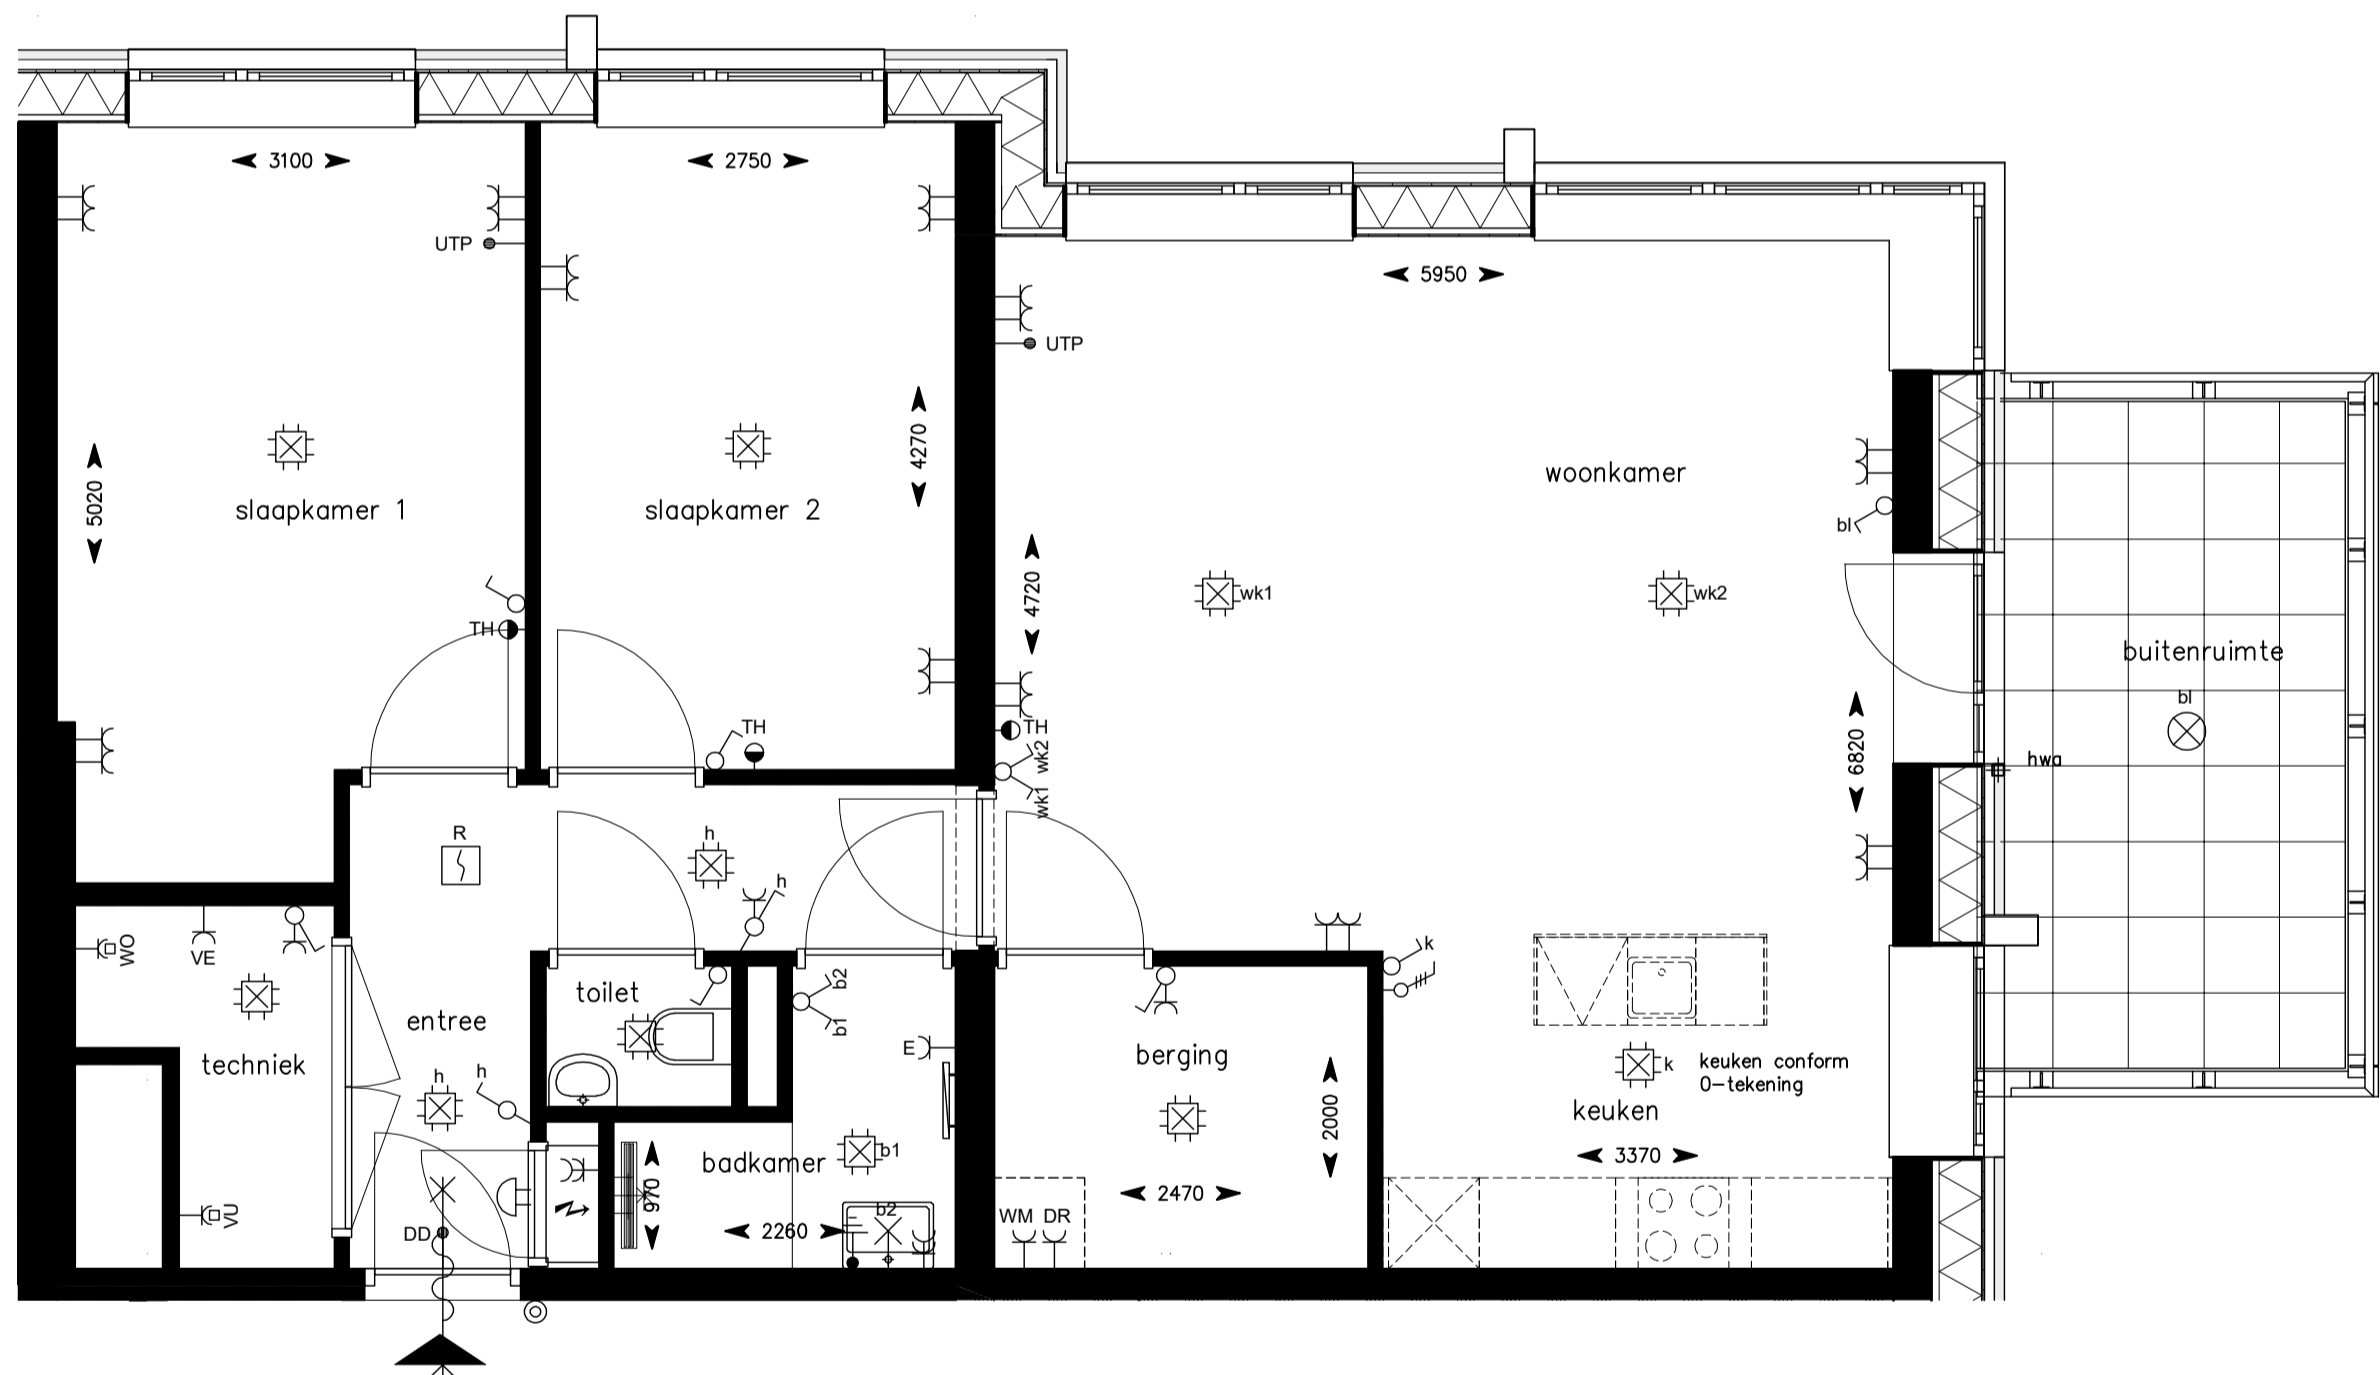 3100
2750
UTP
5950
UTP
4270
5020
slaapkamer 1
slaapkamer 2
woonkamer
bl
4720
wk1
wk2
TH
buitenruimte
bl
TH
TH
wk2
wk1
6820
hwa
R
h
h
k
WO
VE
toilet
b2
b1
entree
E
berging
techniek
h
h
2000
k
keuken conform
0-tekening
keuken
badkamer
b1
970
3370
2470
VU
DD
2260
b2
WM
DR